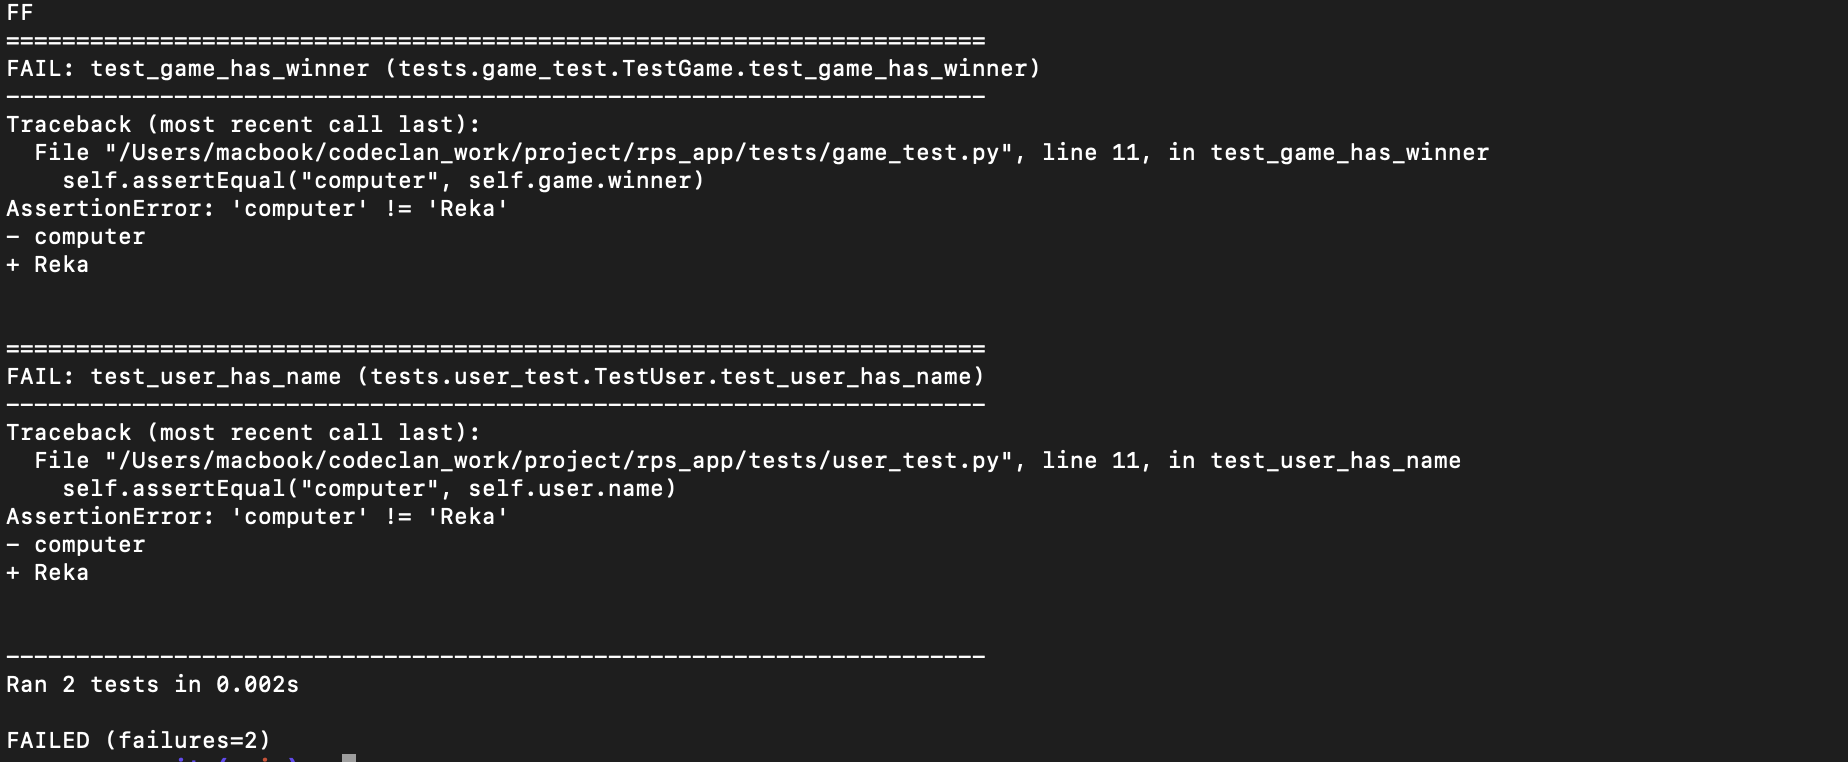 FF
======================================================================
FAIL: test_game_has_winner (tests.game_test.TestGame.test_game_has_winner)
----------------------------------------------------------------------
Traceback (most recent call last):
  File "/Users/macbook/codeclan_work/project/rps_app/tests/game_test.py", line 11, in test_game_has_winner
    self.assertEqual("computer", self.game.winner)
AssertionError: 'computer' != 'Reka'
- computer
+ Reka
======================================================================
FAIL: test_user_has_name (tests.user_test.TestUser.test_user_has_name)
----------------------------------------------------------------------
Traceback (most recent call last):
  File "/Users/macbook/codeclan_work/project/rps_app/tests/user_test.py", line 11, in test_user_has_name
    self.assertEqual("computer", self.user.name)
AssertionError: 'computer' != 'Reka'
- computer
+ Reka
----------------------------------------------------------------------
Ran 2 tests in 0.002s
FAILED (failures=2)